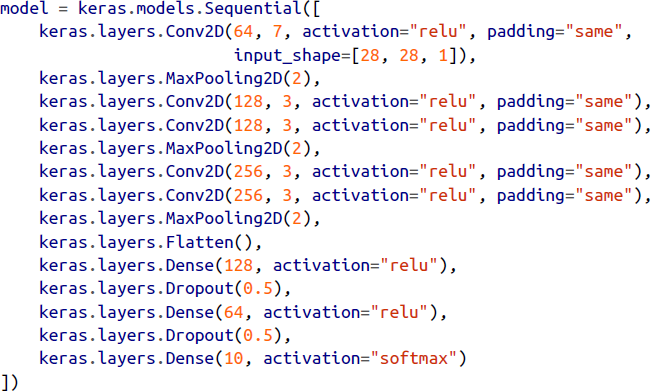 model = keras.models.Sequential([
    keras.layers.Conv2D(64, 7, activation="relu", padding="same",
                        input_shape=[28, 28, 1]),
    keras.layers.MaxPooling2D(2),
    keras.layers.Conv2D(128, 3, activation="relu", padding="same"),
    keras.layers.Conv2D(128, 3, activation="relu", padding="same"),
    keras.layers.MaxPooling2D(2),
    keras.layers.Conv2D(256, 3, activation="relu", padding="same"),
    keras.layers.Conv2D(256, 3, activation="relu", padding="same"),
    keras.layers.MaxPooling2D(2),
    keras.layers.Flatten(),
    keras.layers.Dense(128, activation="relu"),
    keras.layers.Dropout(0.5),
    keras.layers.Dense(64, activation="relu"),
    keras.layers.Dropout(0.5),
    keras.layers.Dense(10, activation="softmax")
])